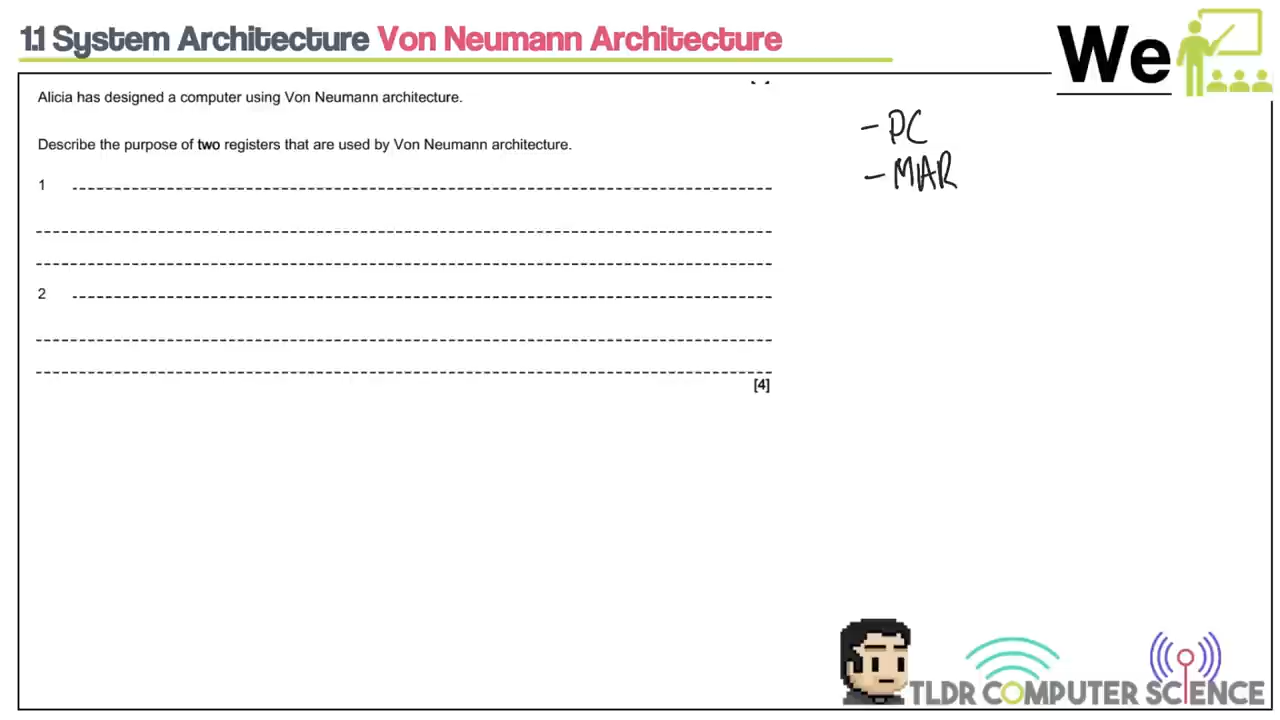 1.1 System Architecture Von Neumann Architecture
We
Alicia has designed a computer using Von Neumann architecture.
Describe the purpose of two registers that are used by Von Neumann architecture.
1
2
[4]
- PC
- MAR
TLDR COMPUTER SCIENCE